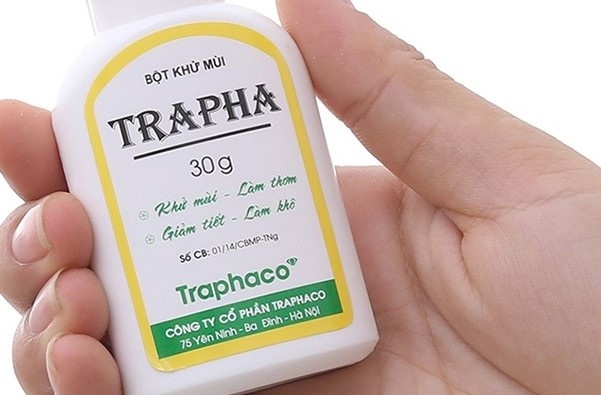 BỘT KHỬ MÙI
TRAPHA
30g
Khử mùi - Làm thơm
Giảm tiết - Làm khô
Số CB: 01/14/CBMP-TNg
Traphaco
CÔNG TY CỔ PHẦN TRAPHACO
75 Yên Ninh - Ba Đình - Hà Nội